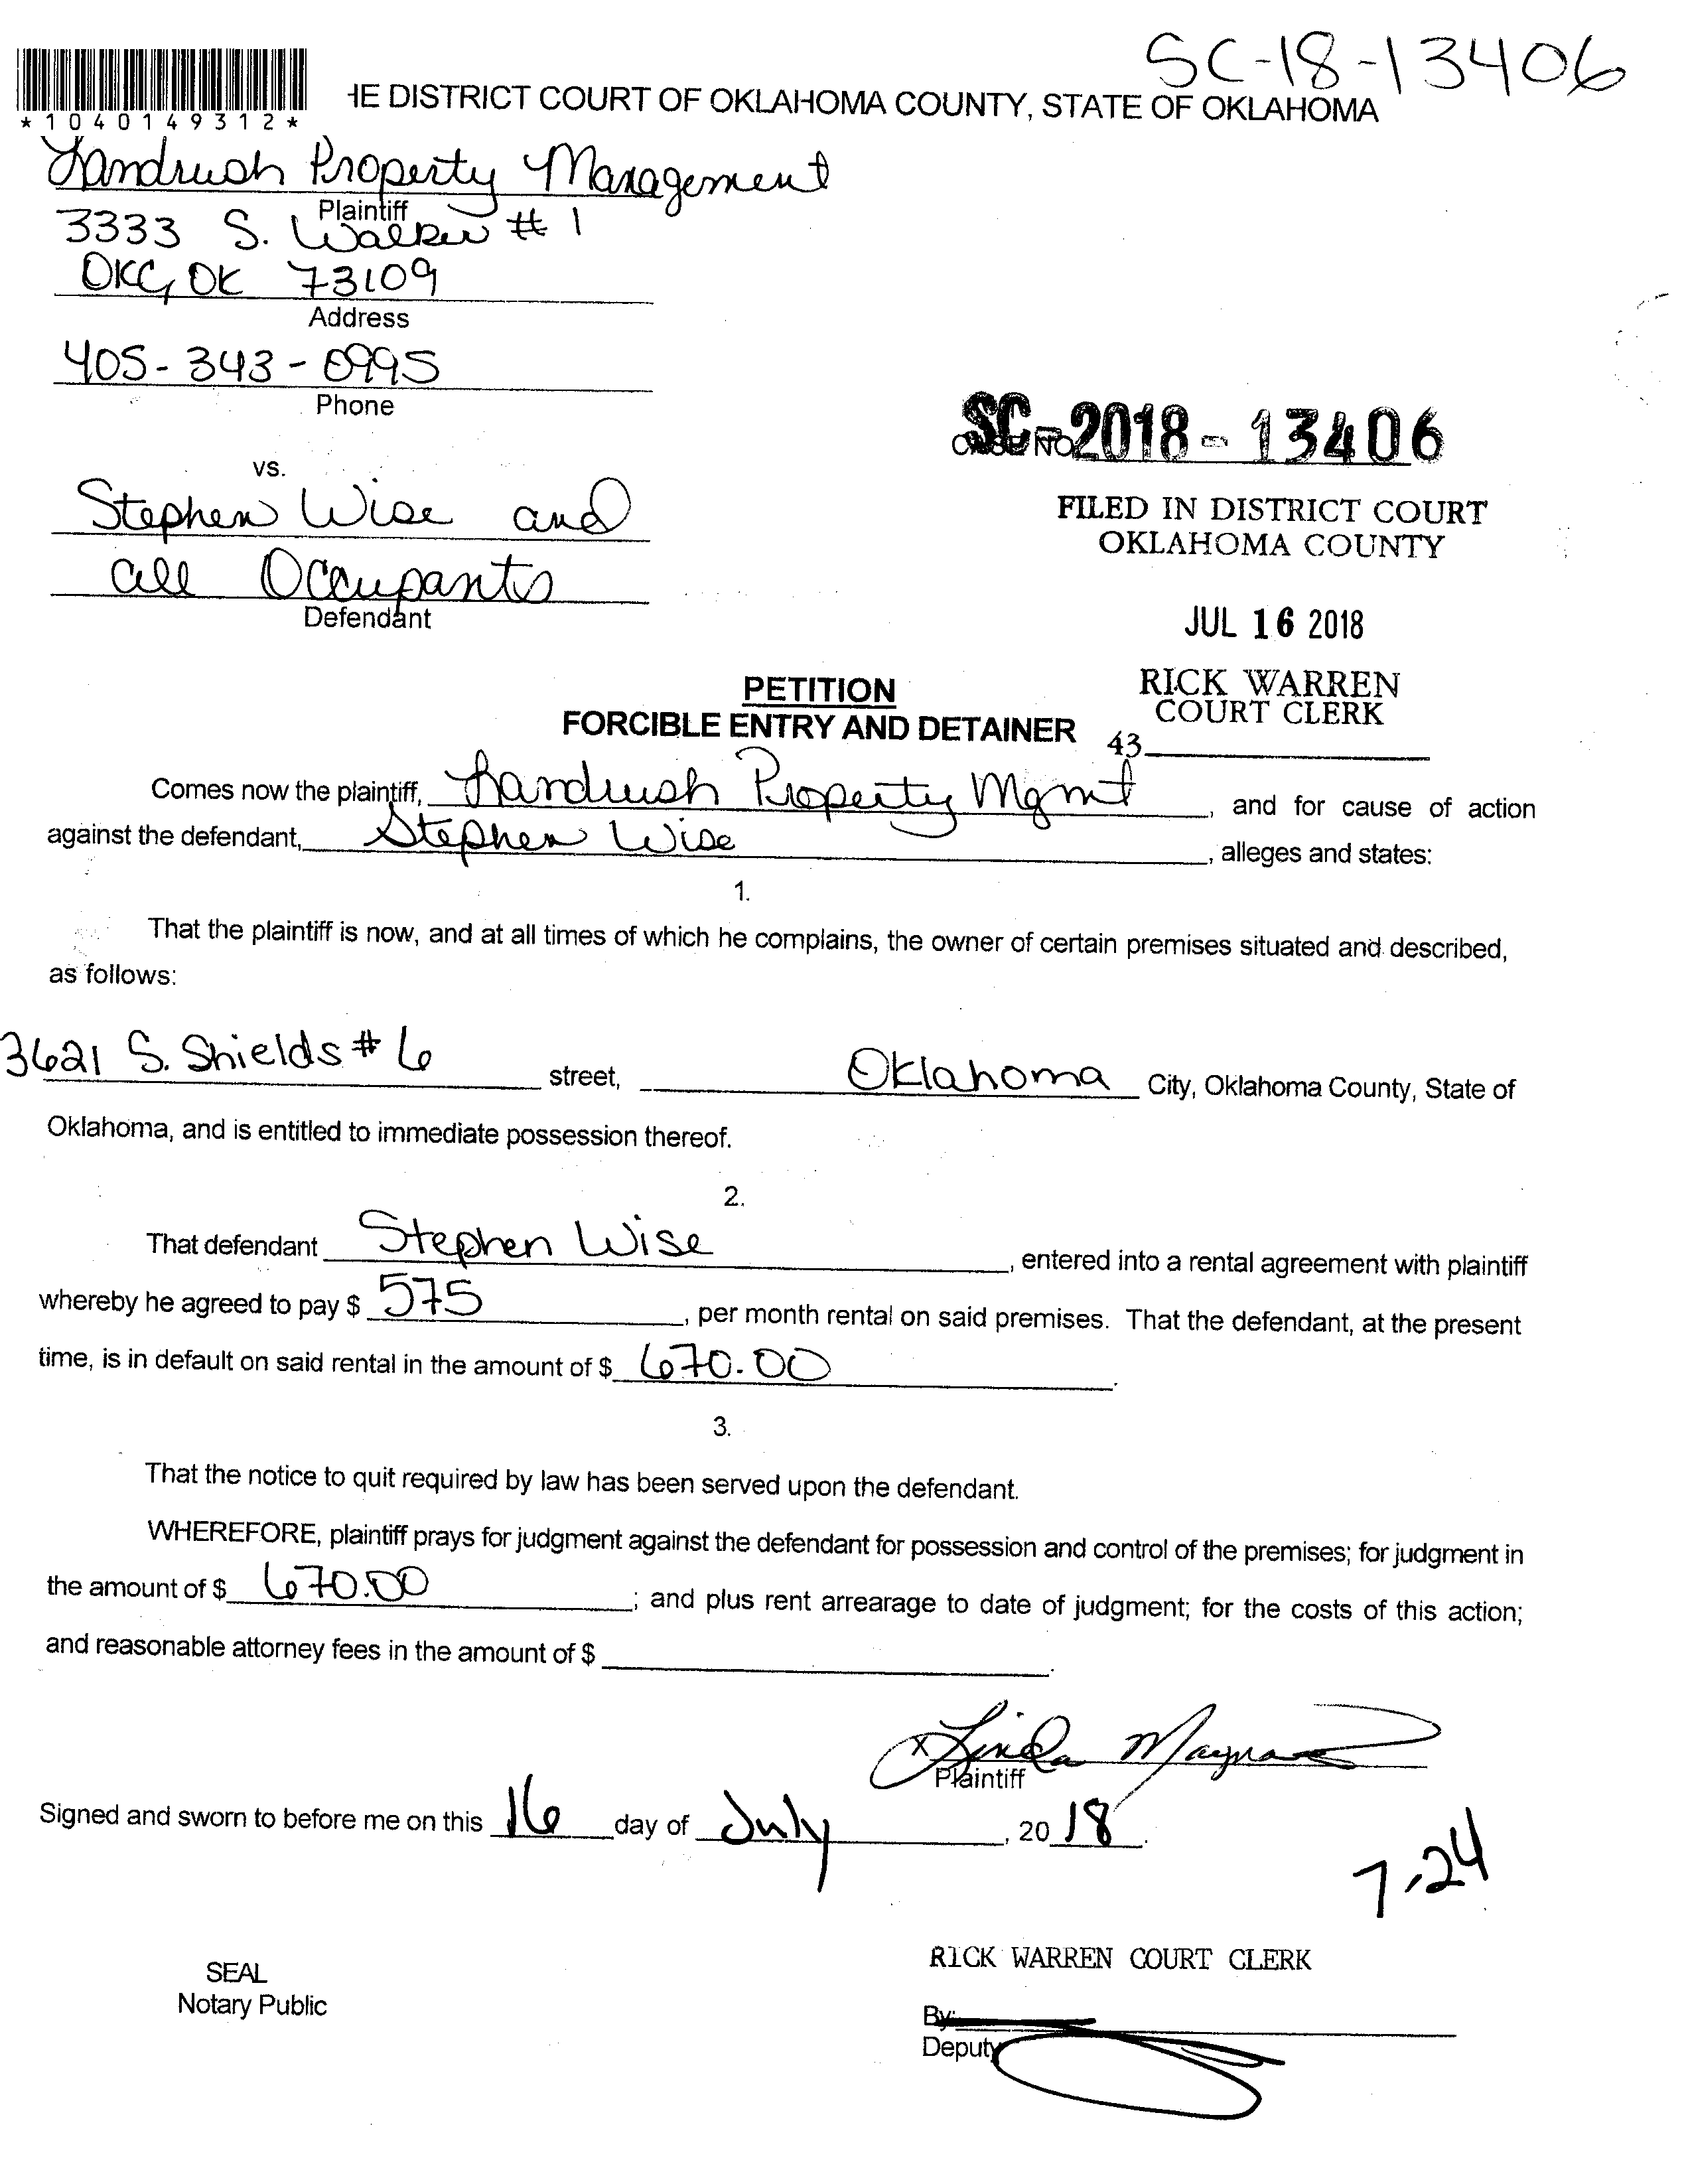 SC-18-13406
*1040149312*
HE DISTRICT COURT OF OKLAHOMA COUNTY, STATE OF OKLAHOMA
Landrush Property Management
Plaintiff
3333 S. Walker # 1
OKC, OK 73109
Address
405-343-0995
Phone
SC-2018-13406
CASE NO.
vs.
Stephen Wise and
all Occupants
Defendant
FILED IN DISTRICT COURT
OKLAHOMA COUNTY
JUL 16 2018
RICK WARREN
COURT CLERK
43
PETITION
FORCIBLE ENTRY AND DETAINER
Comes now the plaintiff, Landrush Property Mgmt, and for cause of action
against the defendant, Stephen Wise, alleges and states:
1.
That the plaintiff is now, and at all times of which he complains, the owner of certain premises situated and described,
as follows:
3621 S. Shields # 6 street, Oklahoma City, Oklahoma County, State of
Oklahoma, and is entitled to immediate possession thereof.
2.
That defendant Stephen Wise, entered into a rental agreement with plaintiff
whereby he agreed to pay $ 575, per month rental on said premises. That the defendant, at the present
time, is in default on said rental in the amount of $ 670.00.
3.
That the notice to quit required by law has been served upon the defendant.
WHEREFORE, plaintiff prays for judgment against the defendant for possession and control of the premises; for judgment in
the amount of $ 670.00; and plus rent arrearage to date of judgment; for the costs of this action;
and reasonable attorney fees in the amount of $ .
x Linda
Plaintiff
Signed and sworn to before me on this 16 day of July, 2018.
7.24
SEAL
Notary Public
RICK WARREN COURT CLERK
By:
Deputy